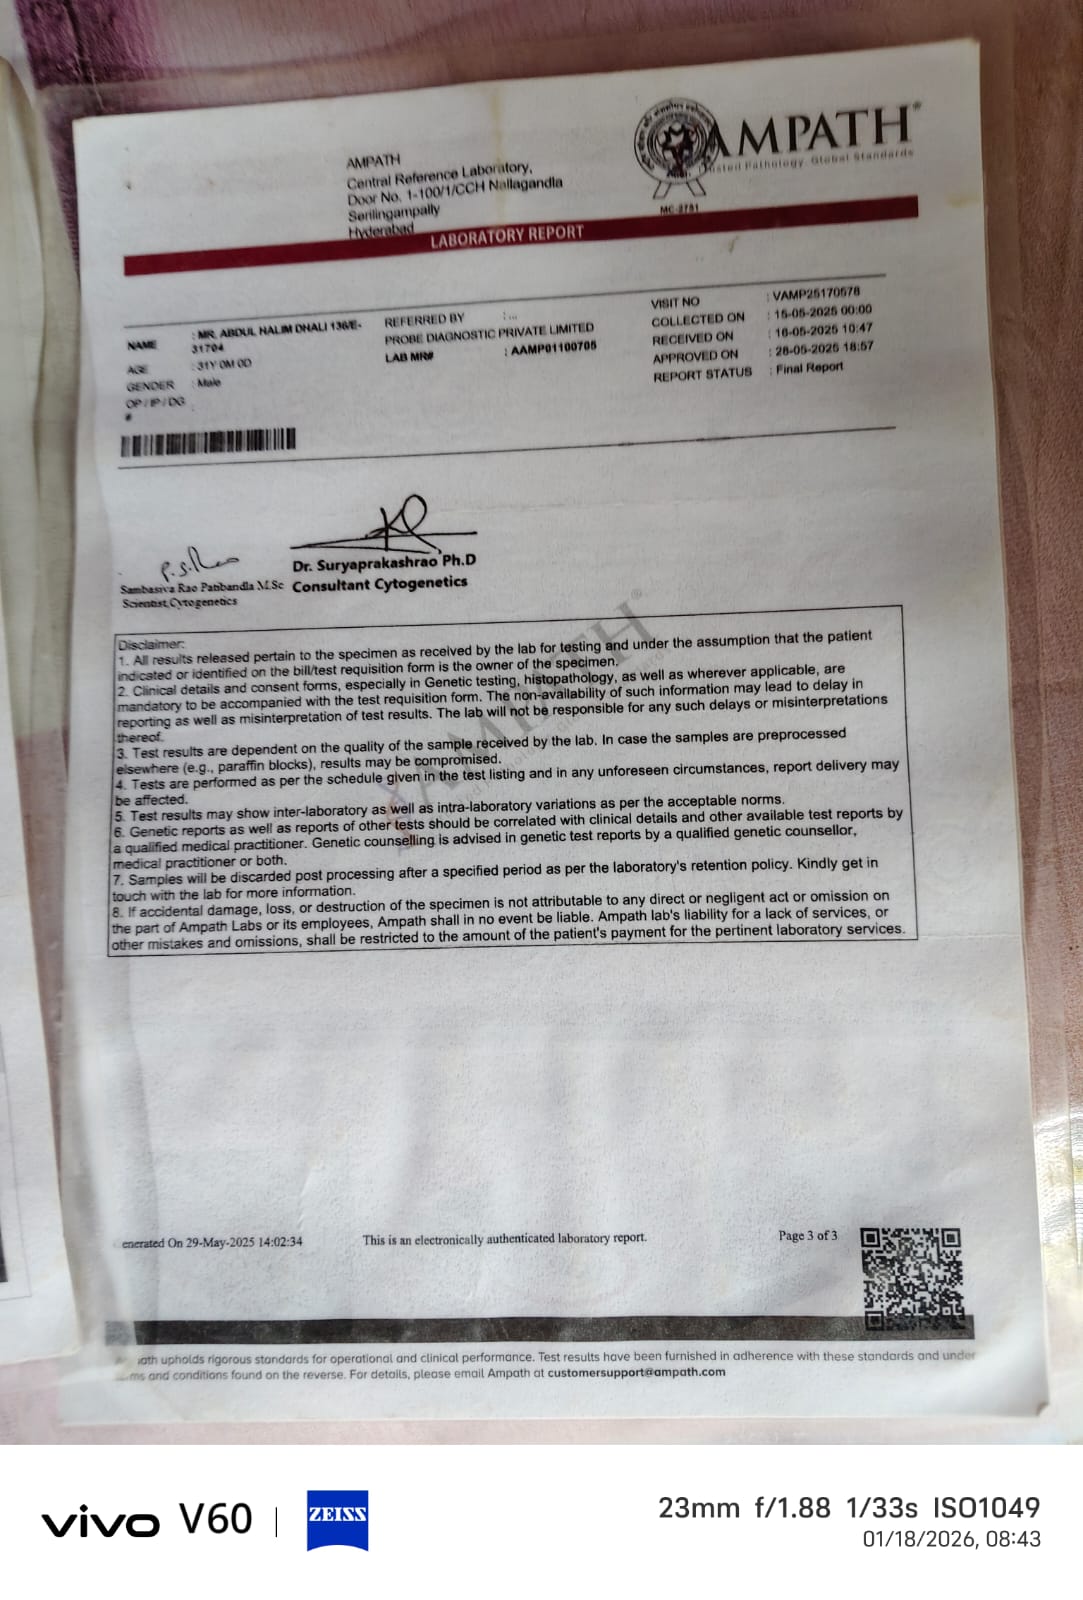 AMPATH
Central Reference Laboratory,
Door No. 1-100/1/CCH Nallagandla
Serilingampally
Hyderabad
AMPATH®
Trusted Pathology. Global Standards
MC-2751
LABORATORY REPORT
NAME : MR. ABDUL HALIM DHALI 136/E-31704
AGE : 31Y 0M 0D
GENDER : Male
OP / IP / DG
#
REFERRED BY : ...
PROBE DIAGNOSTIC PRIVATE LIMITED
LAB MR# : AAMP01100705
VISIT NO : VAMP25170578
COLLECTED ON : 15-05-2025 00:00
RECEIVED ON : 16-05-2025 10:47
APPROVED ON : 28-05-2025 18:57
REPORT STATUS : Final Report
Sambasiva Rao Patibandla M.Sc
Scientist, Cytogenetics
Dr. Suryaprakashrao Ph.D
Consultant Cytogenetics
AMPATH®
Disclaimer:
1. All results released pertain to the specimen as received by the lab for testing and under the assumption that the patient
indicated or identified on the bill/test requisition form is the owner of the specimen.
2. Clinical details and consent forms, especially in Genetic testing, histopathology, as well as wherever applicable, are
mandatory to be accompanied with the test requisition form. The non-availability of such information may lead to delay in
reporting as well as misinterpretation of test results. The lab will not be responsible for any such delays or misinterpretations
thereof.
3. Test results are dependent on the quality of the sample received by the lab. In case the samples are preprocessed
elsewhere (e.g., paraffin blocks), results may be compromised.
4. Tests are performed as per the schedule given in the test listing and in any unforeseen circumstances, report delivery may
be affected.
5. Test results may show inter-laboratory as well as intra-laboratory variations as per the acceptable norms.
6. Genetic reports as well as reports of other tests should be correlated with clinical details and other available test reports by
a qualified medical practitioner. Genetic counselling is advised in genetic test reports by a qualified genetic counsellor,
medical practitioner or both.
7. Samples will be discarded post processing after a specified period as per the laboratory's retention policy. Kindly get in
touch with the lab for more information.
8. If accidental damage, loss, or destruction of the specimen is not attributable to any direct or negligent act or omission on
the part of Ampath Labs or its employees, Ampath shall in no event be liable. Ampath lab's liability for a lack of services, or
other mistakes and omissions, shall be restricted to the amount of the patient's payment for the pertinent laboratory services.
enerated On 29-May-2025 14:02:34
This is an electronically authenticated laboratory report.
Page 3 of 3
ath upholds rigorous standards for operational and clinical performance. Test results have been furnished in adherence with these standards and under
ms and conditions found on the reverse. For details, please email Ampath at customersupport@ampath.com
vivo V60 | ZEISS
23mm f/1.88 1/33s ISO1049
01/18/2026, 08:43